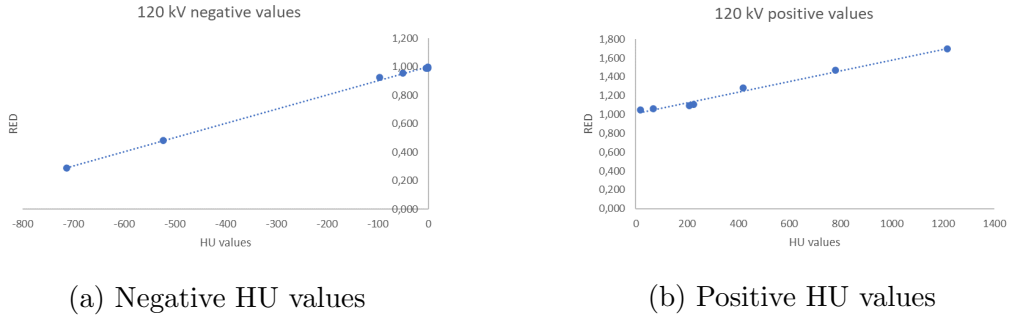 120 kV negative values
1,200
1,000
0,800
0,600
0,400
0,200
0,000
RED
-800 -700 -600 -500 -400 -300 -200 -100 0
HU values
(a) Negative HU values
120 kV positive values
1,800
1,600
1,400
1,200
1,000
0,800
0,600
0,400
0,200
0,000
RED
0 200 400 600 800 1000 1200 1400
HU values
(b) Positive HU values